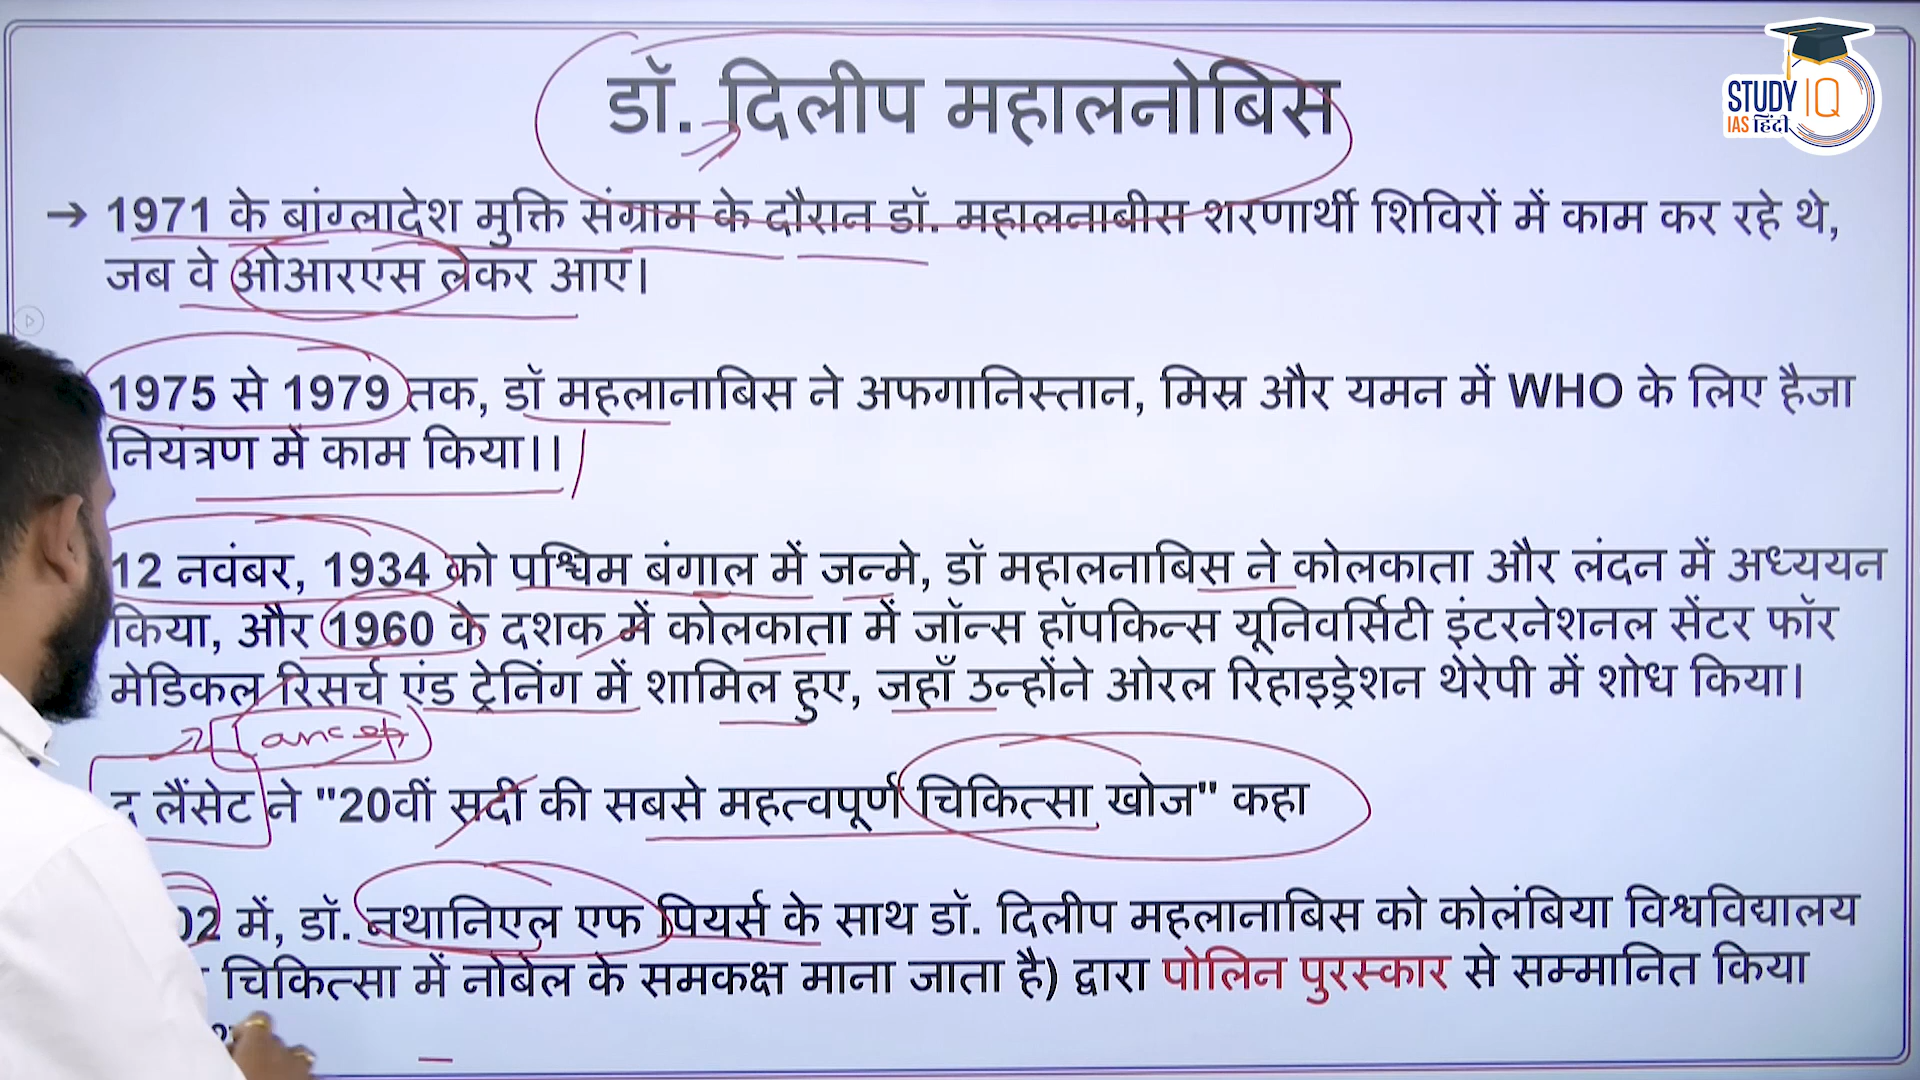 डॉ. दिलीप महालनोबिस
STUDY IQ
IAS हिंदी
→ 1971 के बांग्लादेश मुक्ति संग्राम के दौरान डॉ. महालनाबीस शरणार्थी शिविरों में काम कर रहे थे,
जब वे ओआरएस लेकर आए।
1975 से 1979 तक, डॉ महलानाबिस ने अफगानिस्तान, मिस्र और यमन में WHO के लिए हैजा
नियंत्रण में काम किया।।
12 नवंबर, 1934 को पश्चिम बंगाल में जन्मे, डॉ महालनाबिस ने कोलकाता और लंदन में अध्ययन
किया, और 1960 के दशक में कोलकाता में जॉन्स हॉपकिन्स यूनिवर्सिटी इंटरनेशनल सेंटर फॉर
मेडिकल रिसर्च एंड ट्रेनिंग में शामिल हुए, जहाँ उन्होंने ओरल रिहाइड्रेशन थेरेपी में शोध किया।
द लैंसेट ने "20वीं सदी की सबसे महत्वपूर्ण चिकित्सा खोज" कहा
02 में, डॉ. नथानिएल एफ पियर्स के साथ डॉ. दिलीप महलानाबिस को कोलंबिया विश्वविद्यालय
चिकित्सा में नोबेल के समकक्ष माना जाता है) द्वारा पोलिन पुरस्कार से सम्मानित किया